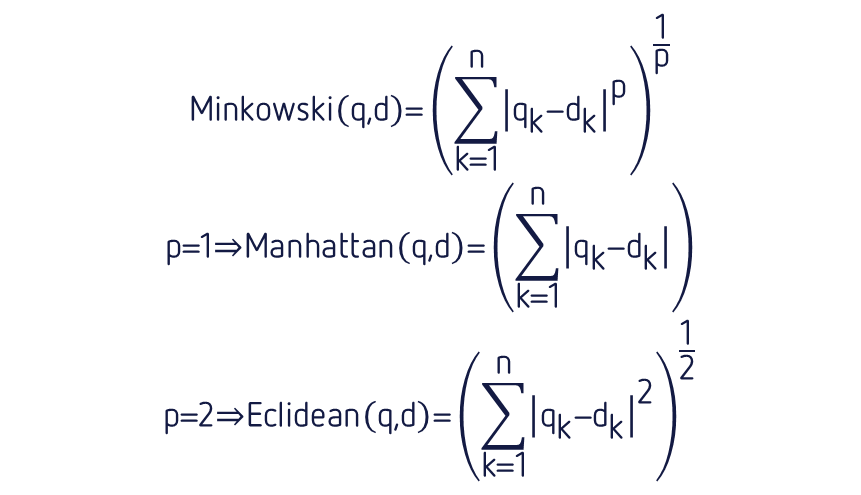 Minkowski(q,d)=(∑_{k=1}^{n}|q_k−d_k|^p)^{1/p}
p=1⇒Manhattan(q,d)=(∑_{k=1}^{n}|q_k−d_k|)
p=2⇒Eclidean(q,d)=(∑_{k=1}^{n}|q_k−d_k|^2)^{1/2}